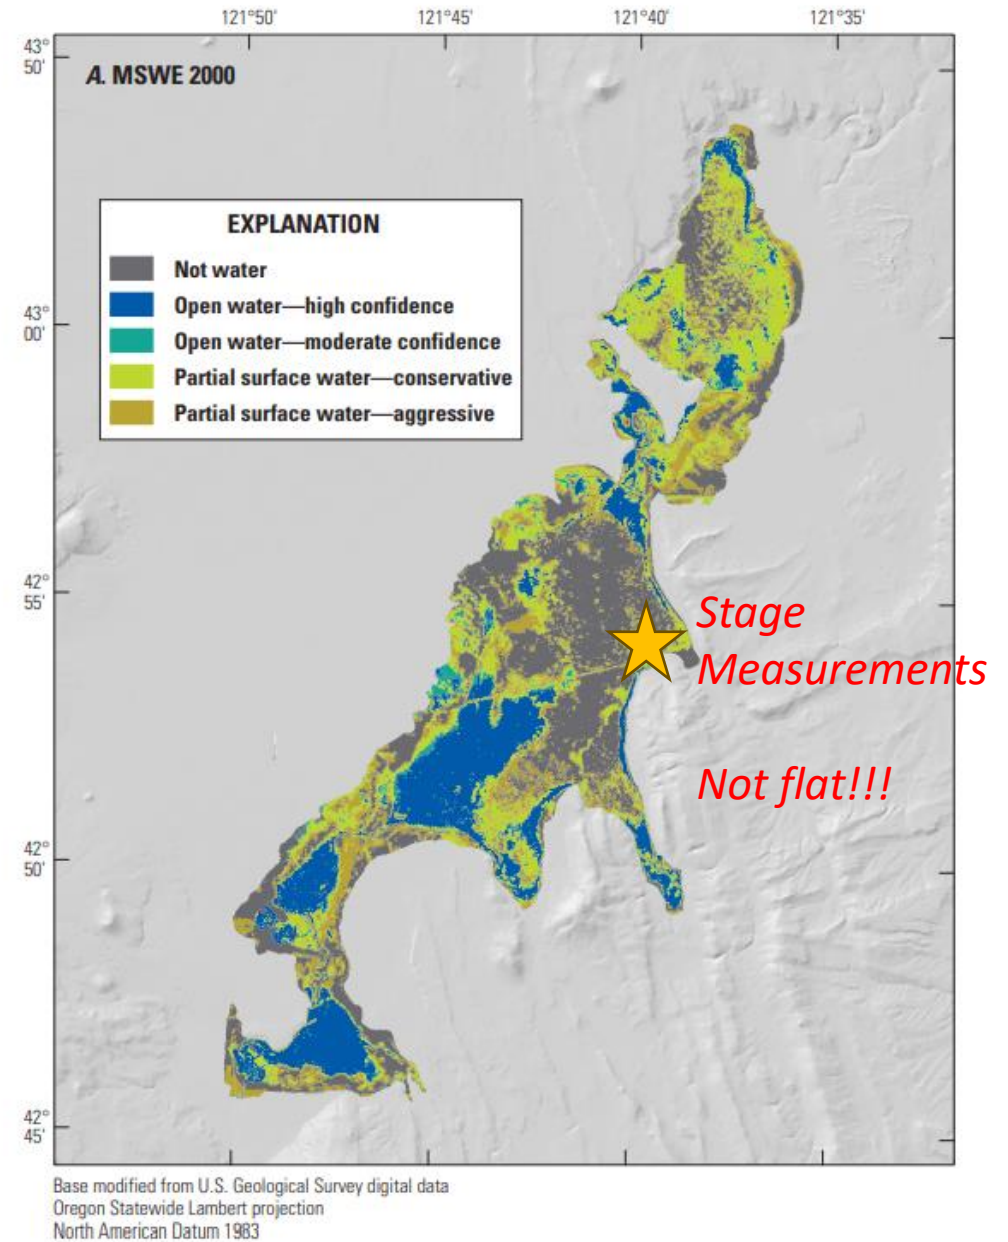 121°50' 121°45' 121°40' 121°35'
43°
50'
A. MSWE 2000
EXPLANATION
Not water
Open water—high confidence
Open water—moderate confidence
Partial surface water—conservative
Partial surface water—aggressive
43°
00'
42°
55'
Stage
Measurements
Not flat!!!
42°
50'
42°
45'
Base modified from U.S. Geological Survey digital data
Oregon Statewide Lambert projection
North American Datum 1983